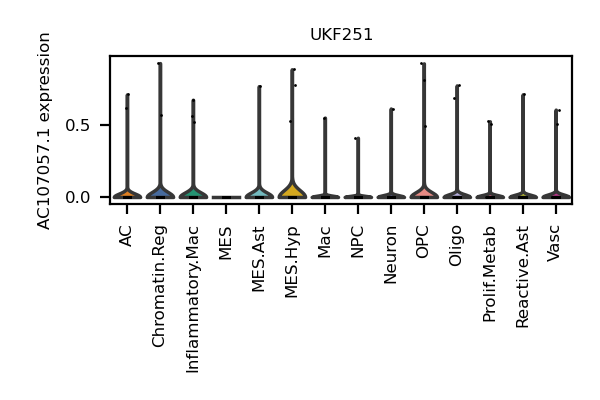 UKF251
AC107057.1 expression
0.5
0.0
AC
Chromatin.Reg
Inflammatory.Mac
MES
MES.Ast
MES.Hyp
Mac
NPC
Neuron
OPC
Oligo
Prolif.Metab
Reactive.Ast
Vasc